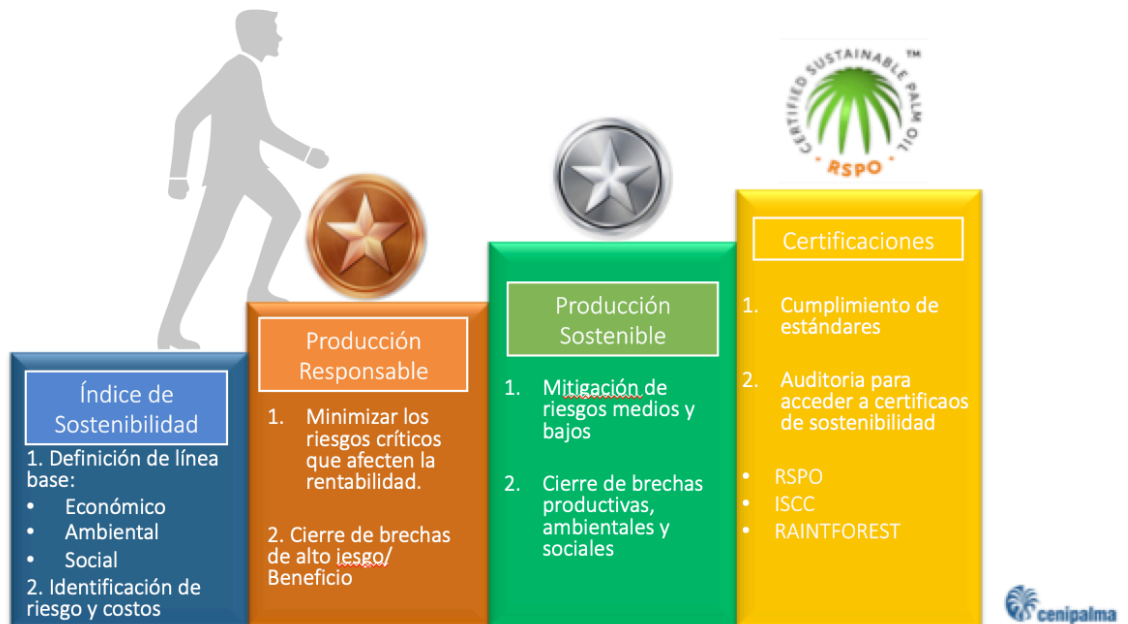 CERTIFIED SUSTAINABLE PALM OIL
TM
RSPO
Índice de
Sostenibilidad
1. Definición de línea
base:
• Económico
• Ambiental
• Social
2. Identificación de
riesgo y costos
Producción
Responsable
1. Minimizar los
riesgos críticos
que afecten la
rentabilidad.
2. Cierre de brechas
de alto iesgo/
Beneficio
Producción
Sostenible
1. Mitigación de
riesgos medios y
bajos
2. Cierre de brechas
productivas,
ambientales y
sociales
Certificaciones
1. Cumplimiento de
estándares
2. Auditoria para
acceder a certificaos
de sostenibilidad
• RSPO
• ISCC
• RAINTFOREST
cenipalma